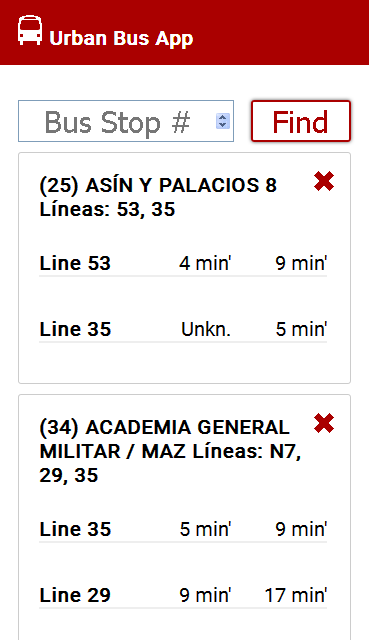 Urban Bus App
Bus Stop #
Find
(25) ASÍN Y PALACIOS 8
Líneas: 53, 35
Line 53 4 min' 9 min'
Line 35 Unkn. 5 min'
(34) ACADEMIA GENERAL
MILITAR / MAZ Líneas: N7,
29, 35
Line 35 5 min' 9 min'
Line 29 9 min' 17 min'